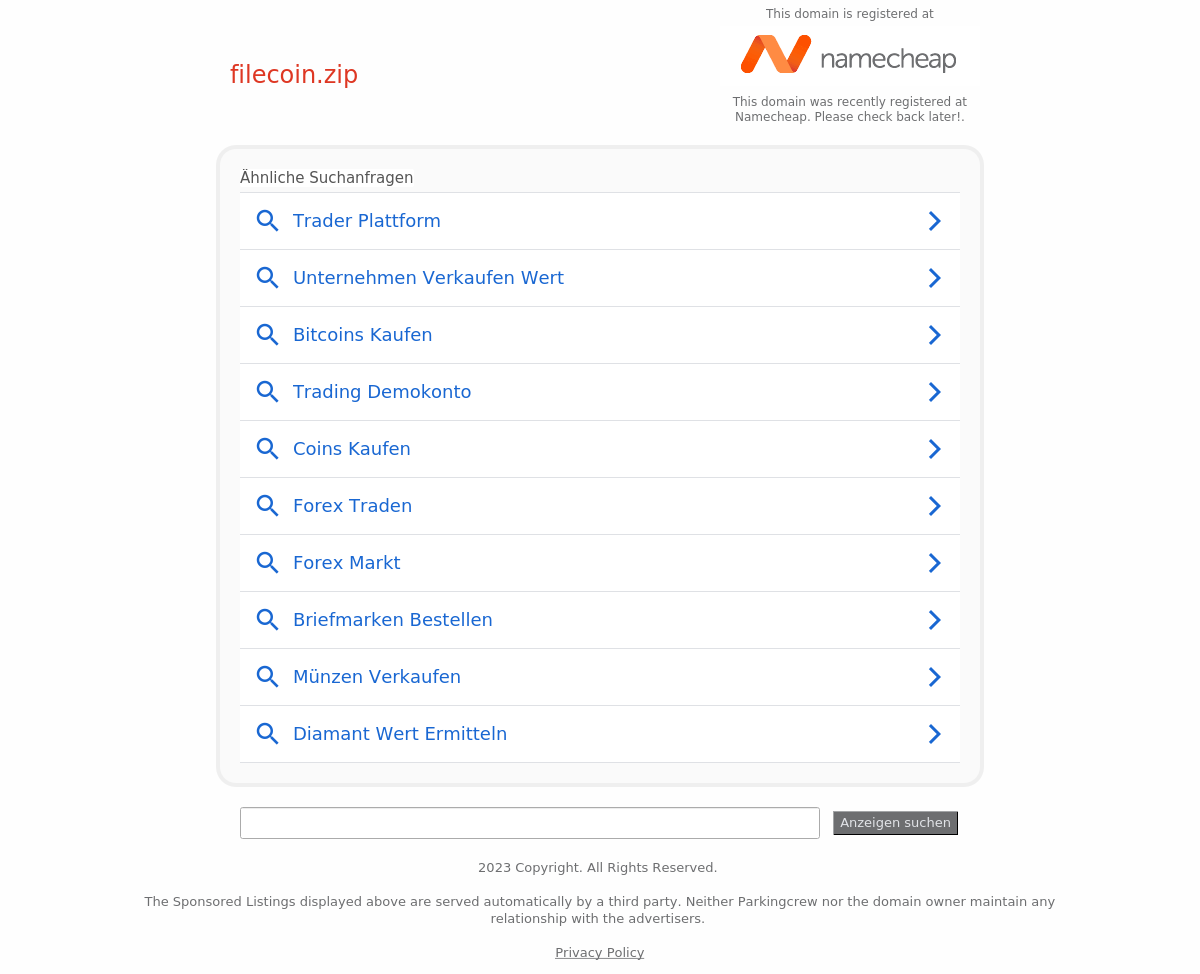 This domain is registered at
namecheap
filecoin.zip
This domain was recently registered at
Namecheap. Please check back later!.
Ähnliche Suchanfragen
Trader Plattform
Unternehmen Verkaufen Wert
Bitcoins Kaufen
Trading Demokonto
Coins Kaufen
Forex Traden
Forex Markt
Briefmarken Bestellen
Münzen Verkaufen
Diamant Wert Ermitteln
Anzeigen suchen
2023 Copyright. All Rights Reserved.
The Sponsored Listings displayed above are served automatically by a third party. Neither Parkingcrew nor the domain owner maintain any
relationship with the advertisers.
Privacy Policy